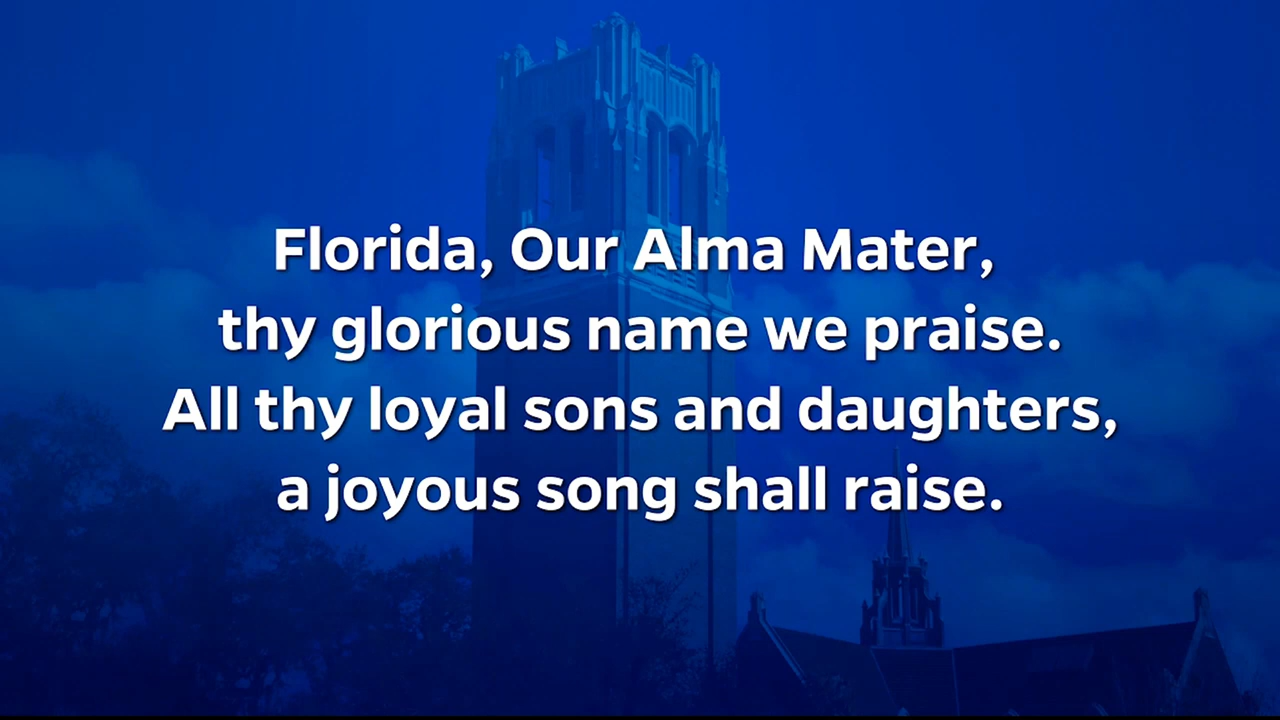 Florida, Our Alma Mater,
thy glorious name we praise.
All thy loyal sons and daughters,
a joyous song shall raise.